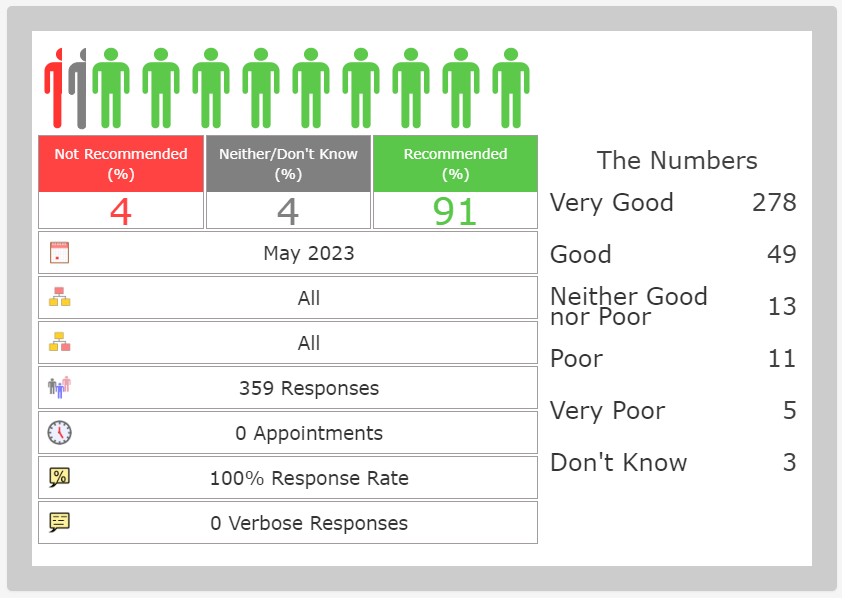 Not Recommended
(%)
Neither/Don't Know
(%)
Recommended
(%)
4
4
91
May 2023
All
All
359 Responses
0 Appointments
%
100% Response Rate
0 Verbose Responses
The Numbers
Very Good 278
Good 49
Neither Good
nor Poor 13
Poor 11
Very Poor 5
Don't Know 3